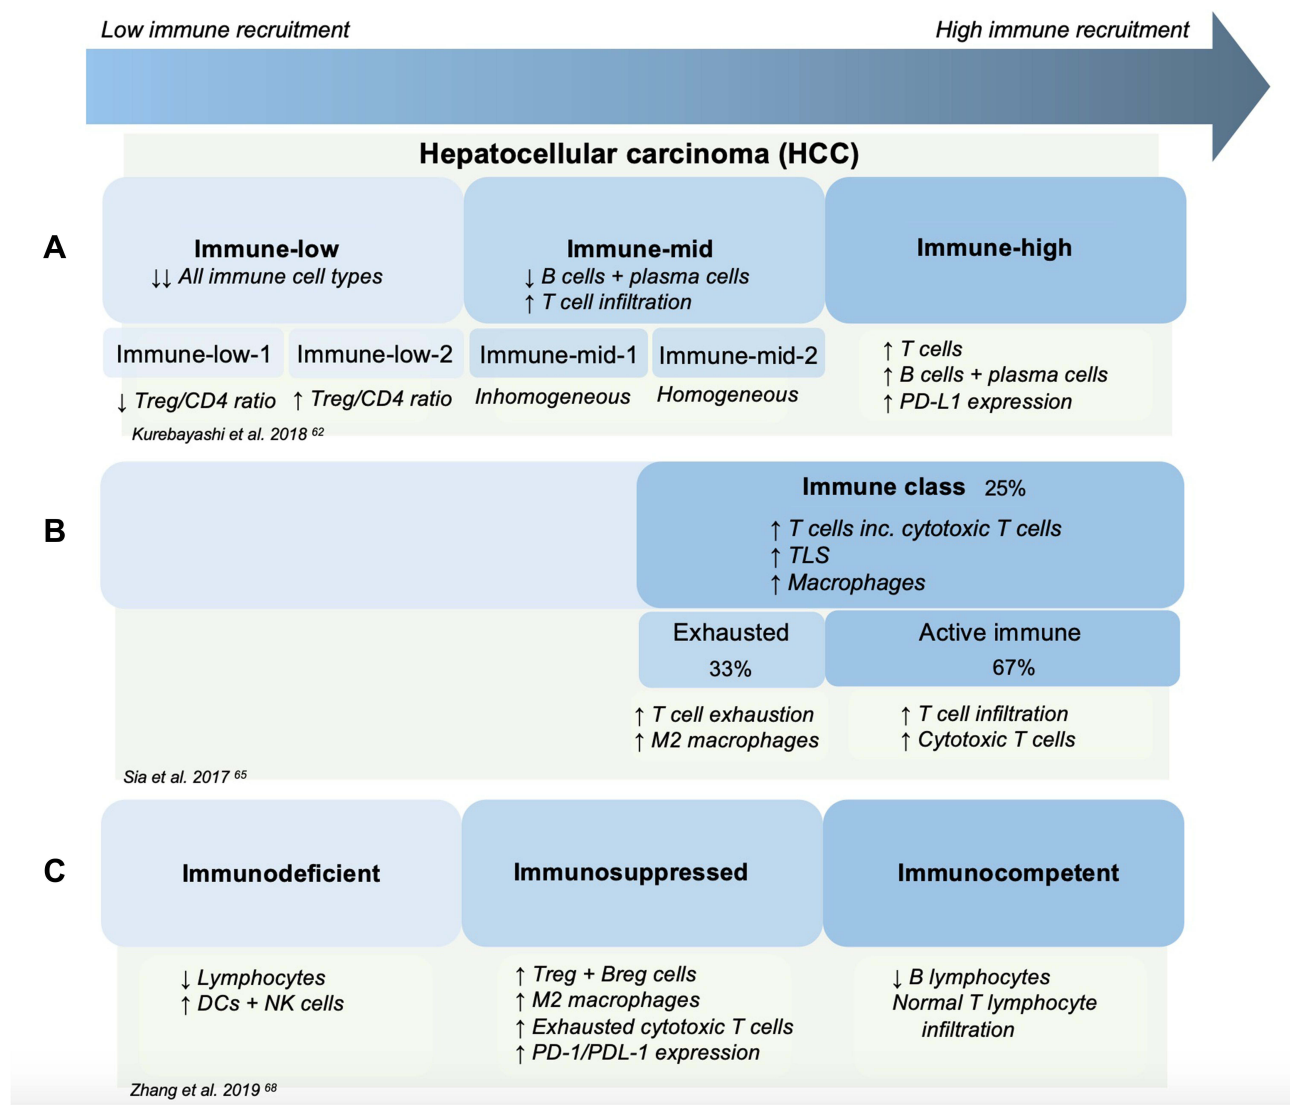 Low immune recruitment
High immune recruitment
Hepatocellular carcinoma (HCC)
A
Immune-low
↓↓ All immune cell types
Immune-mid
↓ B cells + plasma cells
↑ T cell infiltration
Immune-high
Immune-low-1
Immune-low-2
Immune-mid-1
Immune-mid-2
↓ Treg/CD4 ratio
↑ Treg/CD4 ratio
Inhomogeneous
Homogeneous
↑ T cells
↑ B cells + plasma cells
↑ PD-L1 expression
Kurebayashi et al. 2018 62
B
Immune class 25%
↑ T cells inc. cytotoxic T cells
↑ TLS
↑ Macrophages
Exhausted
33%
Active immune
67%
↑ T cell exhaustion
↑ M2 macrophages
↑ T cell infiltration
↑ Cytotoxic T cells
Sia et al. 2017 65
C
Immunodeficient
Immunosuppressed
Immunocompetent
↓ Lymphocytes
↑ DCs + NK cells
↑ Treg + Breg cells
↑ M2 macrophages
↑ Exhausted cytotoxic T cells
↑ PD-1/PDL-1 expression
↓ B lymphocytes
Normal T lymphocyte
infiltration
Zhang et al. 2019 68